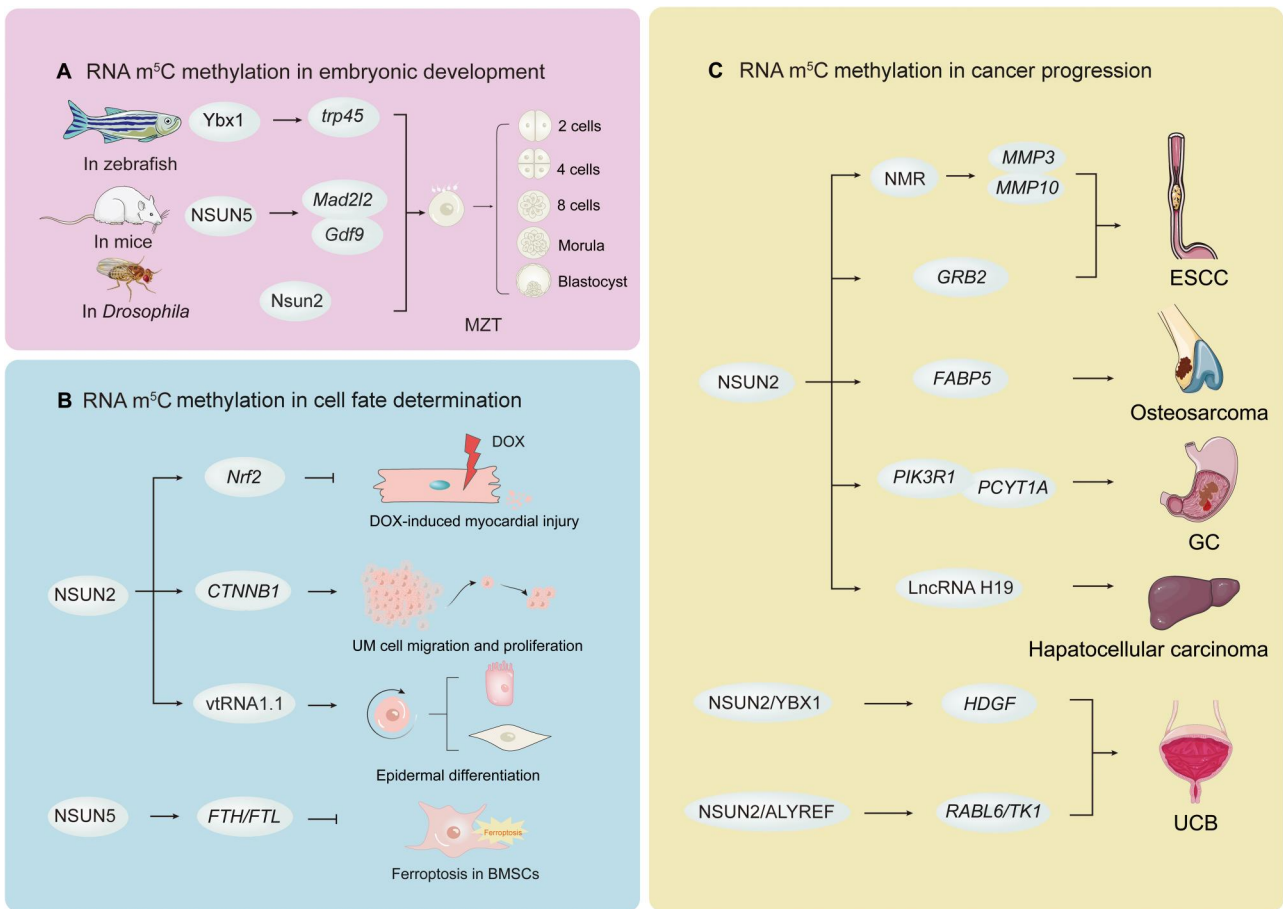 A RNA m⁵C methylation in embryonic development
Ybx1
trp45
In zebrafish
NSUN5
Mad2l2
Gdf9
In mice
Nsun2
In Drosophila
2 cells
4 cells
8 cells
Morula
Blastocyst
MZT
B RNA m⁵C methylation in cell fate determination
NSUN2
Nrf2
DOX
DOX-induced myocardial injury
CTNNB1
UM cell migration and proliferation
vtRNA1.1
Epidermal differentiation
NSUN5
FTH/FTL
Ferroptosis
Ferroptosis in BMSCs
C RNA m⁵C methylation in cancer progression
NSUN2
NMR
MMP3
MMP10
GRB2
ESCC
FABP5
Osteosarcoma
PIK3R1
PCYT1A
GC
LncRNA H19
Hapatocellular carcinoma
NSUN2/YBX1
HDGF
NSUN2/ALYREF
RABL6/TK1
UCB